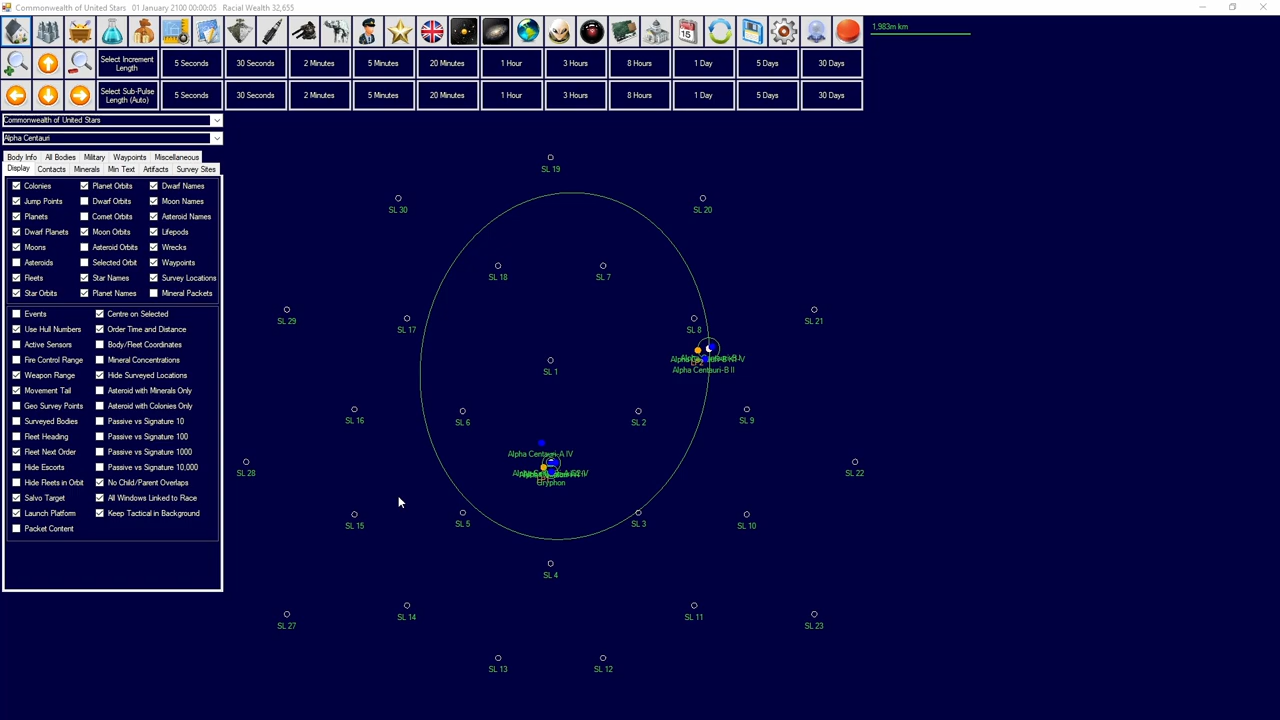 Commonwealth of United Stars   01 January 2100 00:00:05   Racial Wealth 32,655
1,983m km
15
Select Increment Length
5 Seconds
30 Seconds
2 Minutes
5 Minutes
20 Minutes
1 Hour
3 Hours
8 Hours
1 Day
5 Days
30 Days
Select Sub-Pulse Length (Auto)
5 Seconds
30 Seconds
2 Minutes
5 Minutes
20 Minutes
1 Hour
3 Hours
8 Hours
1 Day
5 Days
30 Days
Commonwealth of United Stars
Alpha Centauri
Body Info All Bodies Military Waypoints Miscellaneous
Display Contacts Minerals Min Text Artifacts Survey Sites
Colonies Planet Orbits Dwarf Names
Jump Points Dwarf Orbits Moon Names
Planets Comet Orbits Asteroid Names
Dwarf Planets Moon Orbits Lifepods
Moons Asteroid Orbits Wrecks
Asteroids Selected Orbit Waypoints
Fleets Star Names Survey Locations
Star Orbits Planet Names Mineral Packets
Events Centre on Selected
Use Hull Numbers Order Time and Distance
Active Sensors Body/Fleet Coordinates
Fire Control Range Mineral Concentrations
Weapon Range Hide Surveyed Locations
Movement Tail Asteroid with Minerals Only
Geo Survey Points Asteroid with Colonies Only
Surveyed Bodies Passive vs Signature 10
Fleet Heading Passive vs Signature 100
Fleet Next Order Passive vs Signature 1000
Hide Escorts Passive vs Signature 10,000
Hide Fleets in Orbit No Child/Parent Overlaps
Salvo Target All Windows Linked to Race
Launch Platform Keep Tactical in Background
Packet Content
SL 19
SL 30
SL 20
SL 18
SL 7
SL 29
SL 17
SL 8
SL 21
SL 1
Alpha Centauri-B II
SL 16
SL 6
SL 2
SL 9
Alpha Centauri-A IV
SL 28
SL 22
Gryphon
SL 15
SL 5
SL 3
SL 10
SL 4
SL 27
SL 14
SL 11
SL 23
SL 13
SL 12